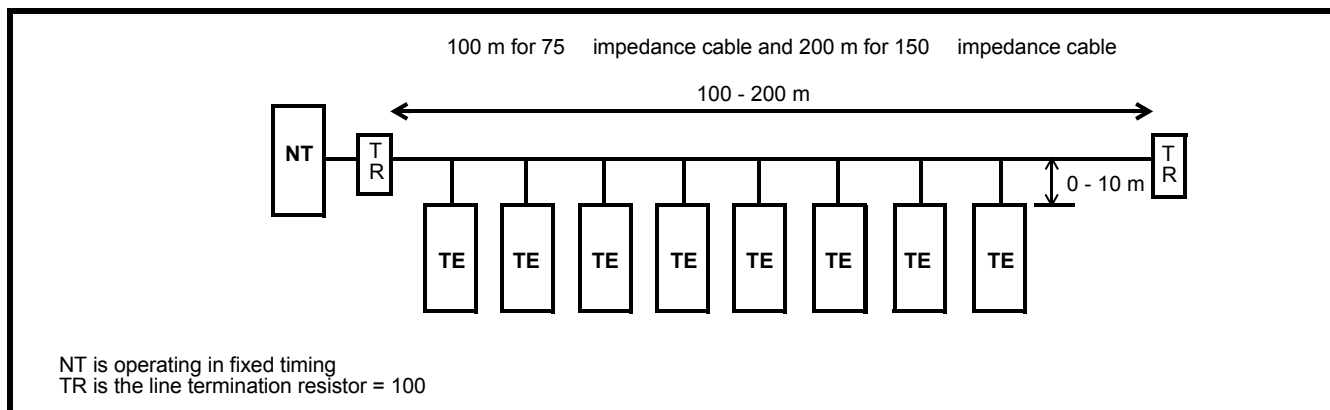 100 m for 75 impedance cable and 200 m for 150 impedance cable
100 - 200 m
NT
T
R
T
R
0 - 10 m
TE TE TE TE TE TE TE TE
NT is operating in fixed timing
TR is the line termination resistor = 100